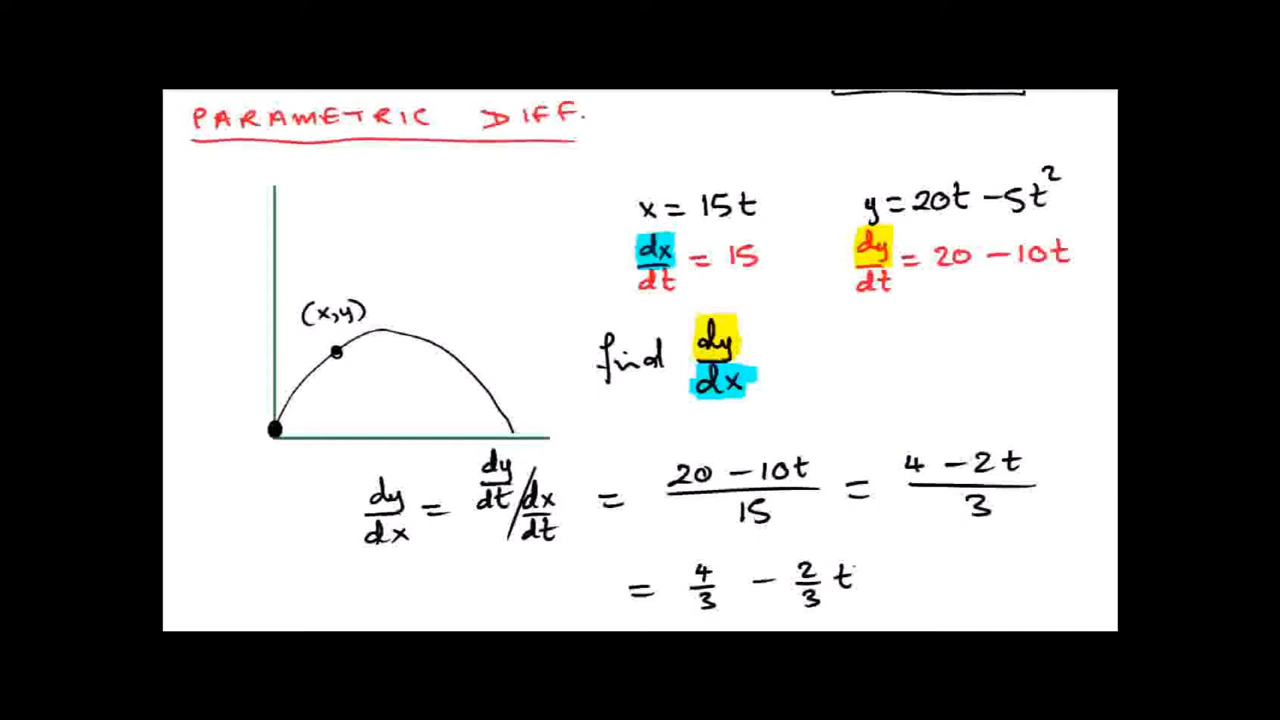 PARAMETRIC DIFF.
x = 15t
y = 20t - 5t²
dx/dt = 15
dy/dt = 20 - 10t
(x,y)
find dy/dx
dy/dx = dy/dt / dx/dt = (20 - 10t)/15 = (4 - 2t)/3
= 4/3 - 2/3 t